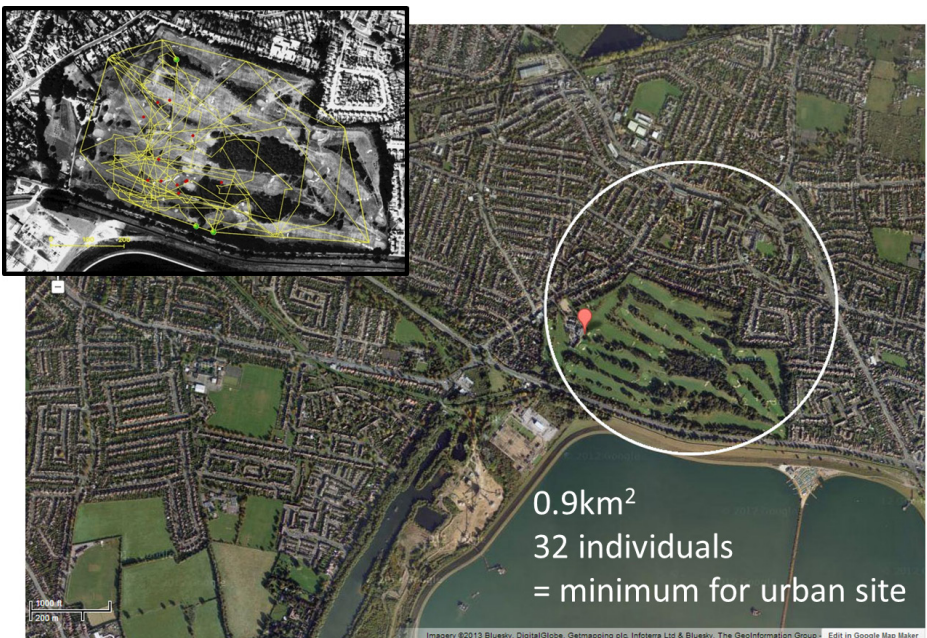 200
0.9km²
32 individuals
= minimum for urban site
1000 ft
200 m
Imagery ©2013 Bluesky, DigitalGlobe, Getmapping plc, Infoterra Ltd & Bluesky, The GeoInformation Group - Edit in Google Map Maker